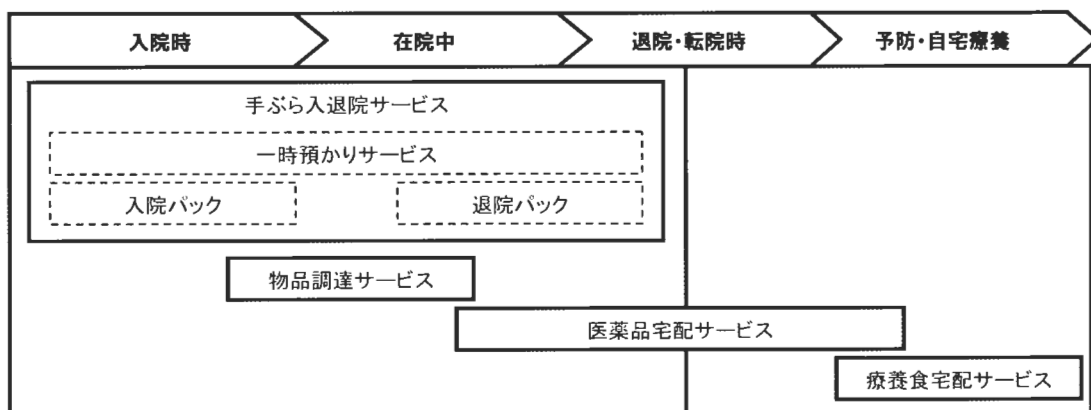 入院時
在院中
退院・転院時
予防・自宅療養
手ぶら入退院サービス
一時預かりサービス
入院パック
退院パック
物品調達サービス
医薬品宅配サービス
療養食宅配サービス